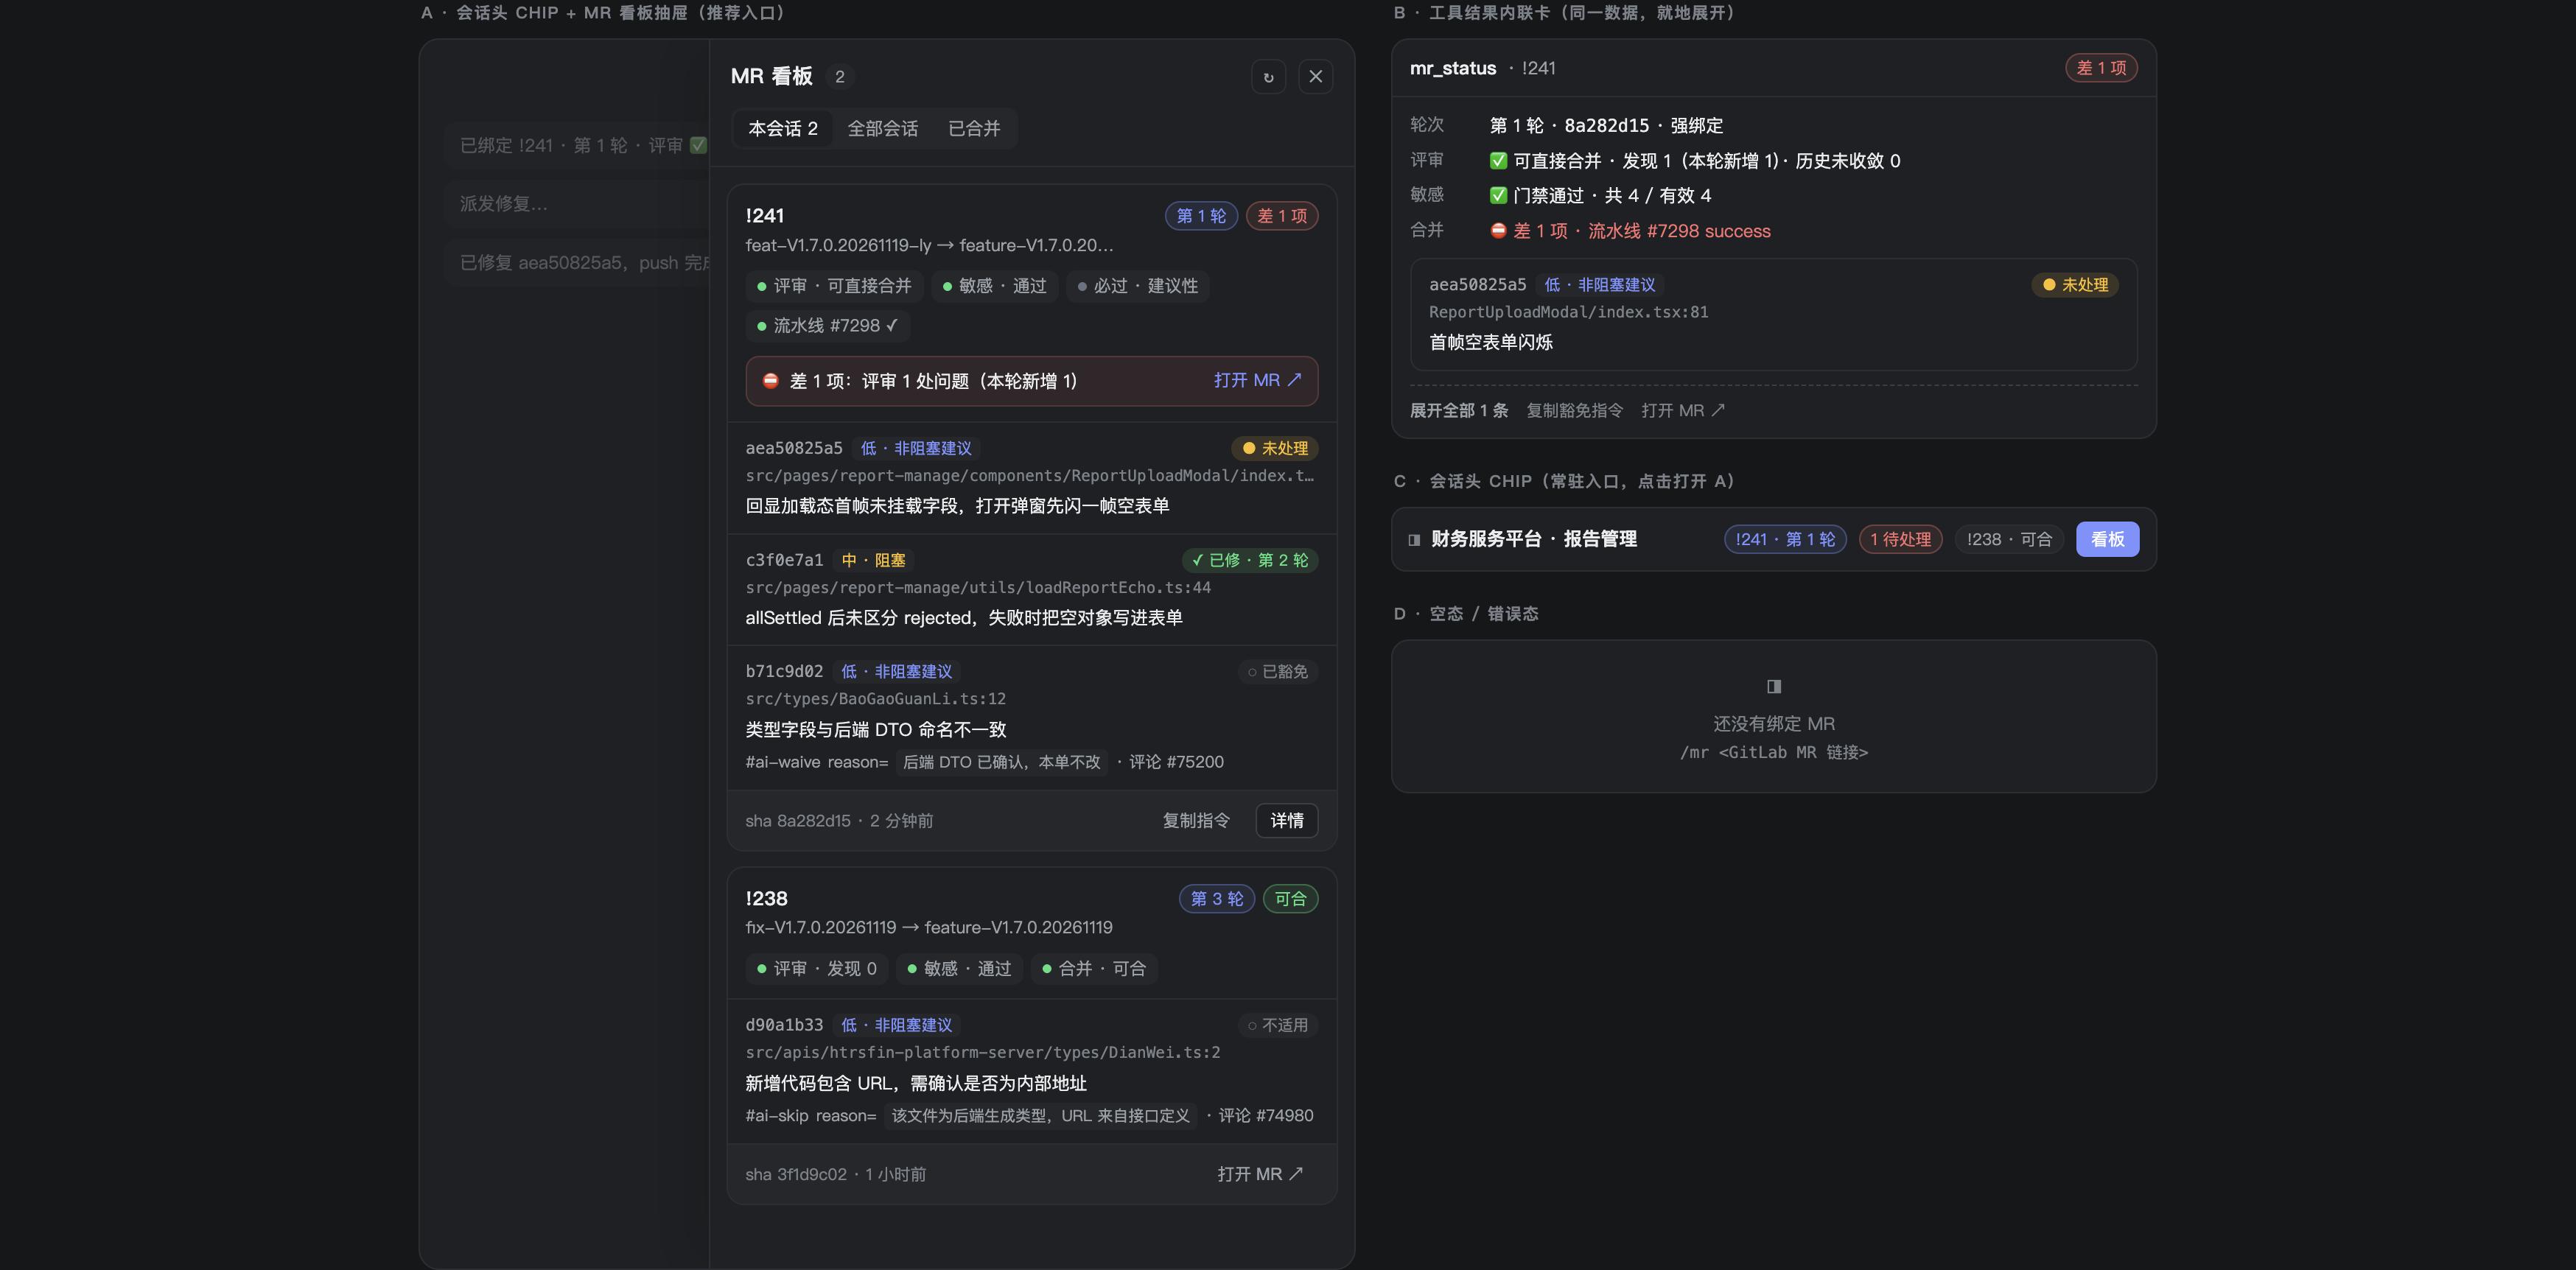 A · 会话头 CHIP + MR 看板抽屉（推荐入口）
已绑定 !241 · 第 1 轮 · 评审 ✅
派发修复…
已修复 aea50825a5，push 完成
MR 看板 2
↻ ✕
本会话 2 全部会话 已合并
!241 第 1 轮 差 1 项
feat-V1.7.0.20261119-ly → feature-V1.7.0.20…
评审 · 可直接合并 敏感 · 通过 必过 · 建议性
流水线 #7298 ✓
⛔ 差 1 项：评审 1 处问题（本轮新增 1） 打开 MR ↗
aea50825a5 低 · 非阻塞建议 未处理
src/pages/report-manage/components/ReportUploadModal/index.t…
回显加载态首帧未挂载字段，打开弹窗先闪一帧空表单
c3f0e7a1 中 · 阻塞 ✓ 已修 · 第 2 轮
src/pages/report-manage/utils/loadReportEcho.ts:44
allSettled 后未区分 rejected，失败时把空对象写进表单
b71c9d02 低 · 非阻塞建议 ○ 已豁免
src/types/BaoGaoGuanLi.ts:12
类型字段与后端 DTO 命名不一致
#ai-waive reason= 后端 DTO 已确认，本单不改 · 评论 #75200
sha 8a282d15 · 2 分钟前 复制指令 详情
!238 第 3 轮 可合
fix-V1.7.0.20261119 → feature-V1.7.0.20261119
评审 · 发现 0 敏感 · 通过 合并 · 可合
d90a1b33 低 · 非阻塞建议 ○ 不适用
src/apis/htrsfin-platform-server/types/DianWei.ts:2
新增代码包含 URL，需确认是否为内部地址
#ai-skip reason= 该文件为后端生成类型，URL 来自接口定义 · 评论 #74980
sha 3f1d9c02 · 1 小时前 打开 MR ↗
B · 工具结果内联卡（同一数据，就地展开）
mr_status · !241 差 1 项
轮次 第 1 轮 · 8a282d15 · 强绑定
评审 ✅ 可直接合并 · 发现 1（本轮新增 1）· 历史未收敛 0
敏感 ✅ 门禁通过 · 共 4 / 有效 4
合并 ⛔ 差 1 项 · 流水线 #7298 success
aea50825a5 低 · 非阻塞建议 未处理
ReportUploadModal/index.tsx:81
首帧空表单闪烁
展开全部 1 条 复制豁免指令 打开 MR ↗
C · 会话头 CHIP（常驻入口，点击打开 A）
◨ 财务服务平台 · 报告管理 !241 · 第 1 轮 1 待处理 !238 · 可合 看板
D · 空态 / 错误态
◨
还没有绑定 MR
/mr <GitLab MR 链接>